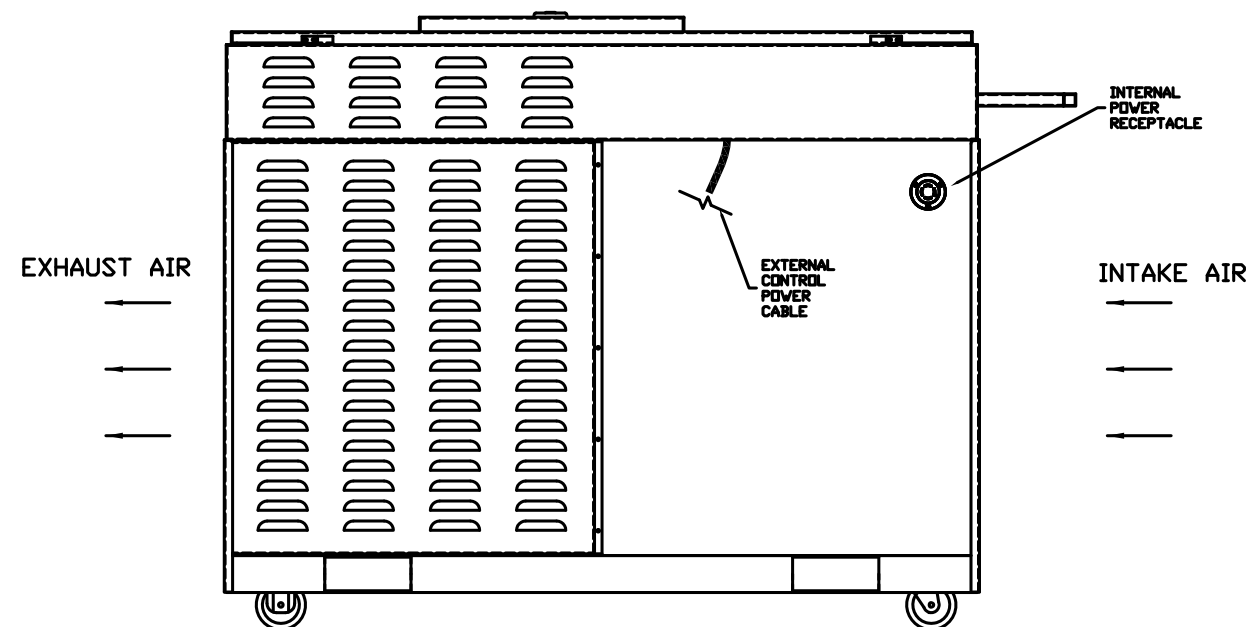 INTERNAL
POWER
RECEPTACLE
EXHAUST AIR
EXTERNAL
CONTROL
POWER
CABLE
INTAKE AIR